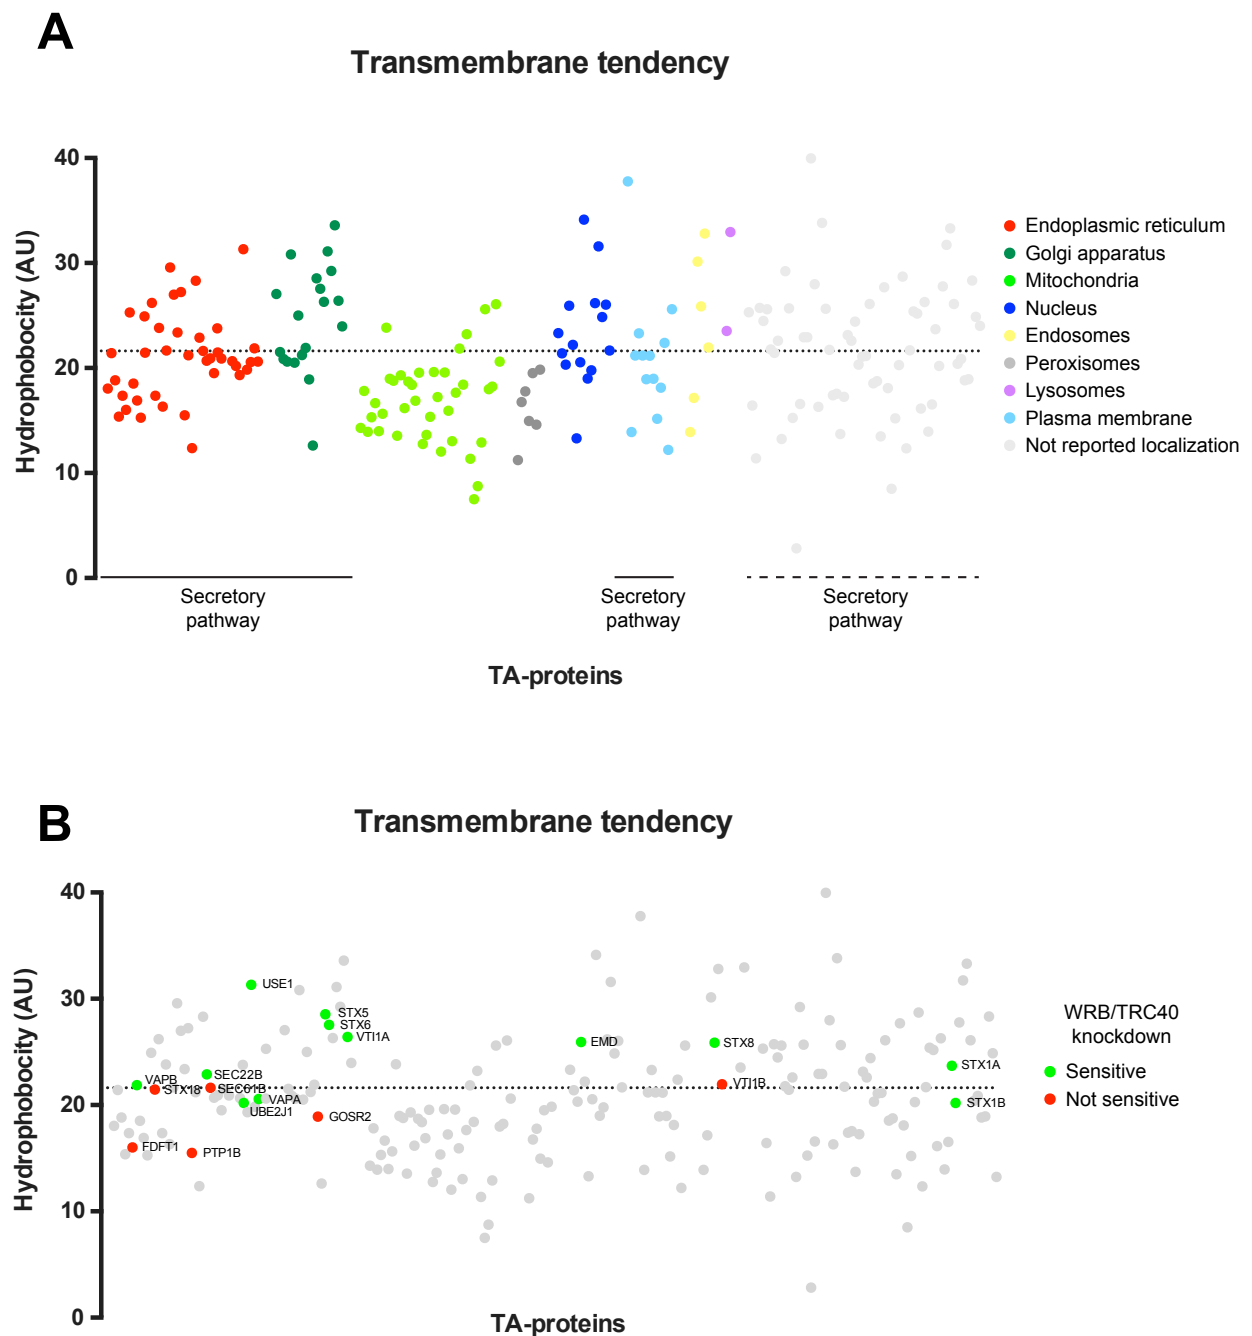 A
Transmembrane tendency
Hydrophobocity (AU)
40
30
20
10
0
Endoplasmic reticulum
Golgi apparatus
Mitochondria
Nucleus
Endosomes
Peroxisomes
Lysosomes
Plasma membrane
Not reported localization
Secretory
pathway
Secretory
pathway
Secretory
pathway
TA-proteins
B
Transmembrane tendency
Hydrophobocity (AU)
40
30
20
10
0
USE1
STX5
STX6
VTI1A
EMD
STX8
STX1A
VAPB
SEC22B
STX18
SEC61B
VTI1B
VAPA
UBE2J1
STX1B
GOSR2
FDFT1
PTP1B
WRB/TRC40
knockdown
Sensitive
Not sensitive
TA-proteins